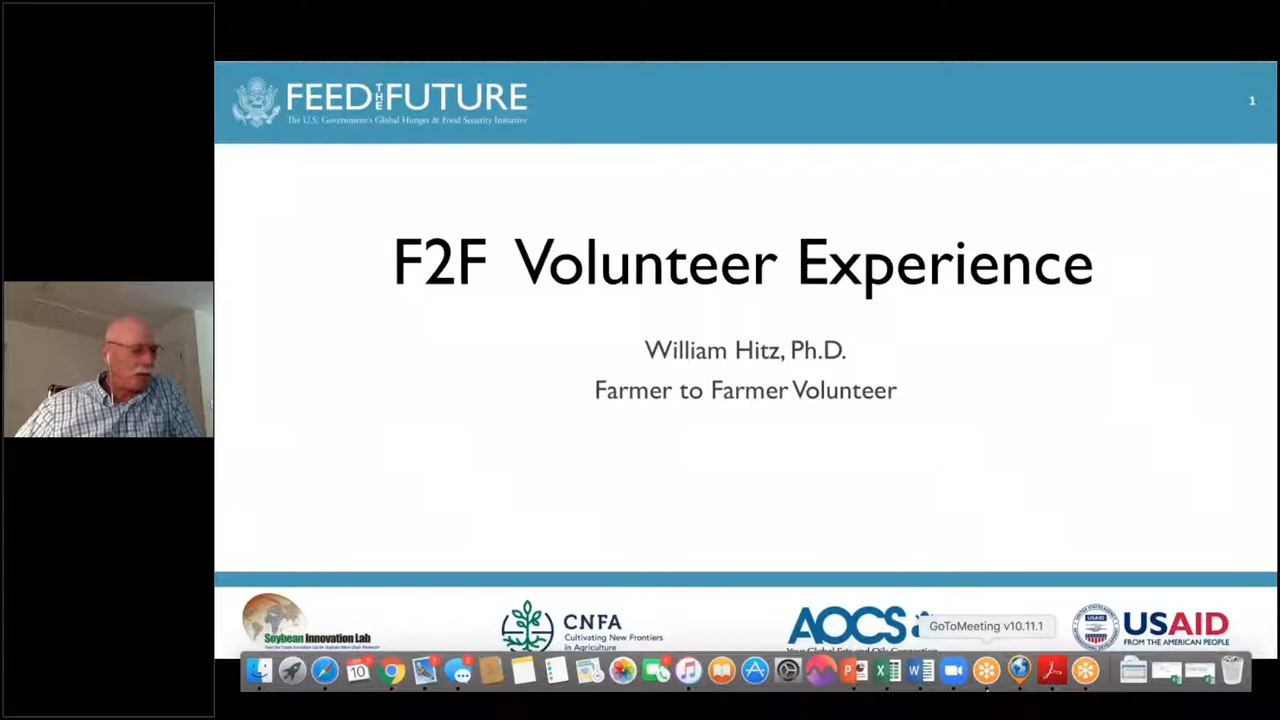 FEED THE FUTURE
The U.S. Government's Global Hunger & Food Security Initiative
1
F2F Volunteer Experience
William Hitz, Ph.D.
Farmer to Farmer Volunteer
Soybean Innovation Lab
CNFA
Cultivating New Frontiers
in Agriculture
AOCS
GoToMeeting v10.11.1
USAID
FROM THE AMERICAN PEOPLE
10